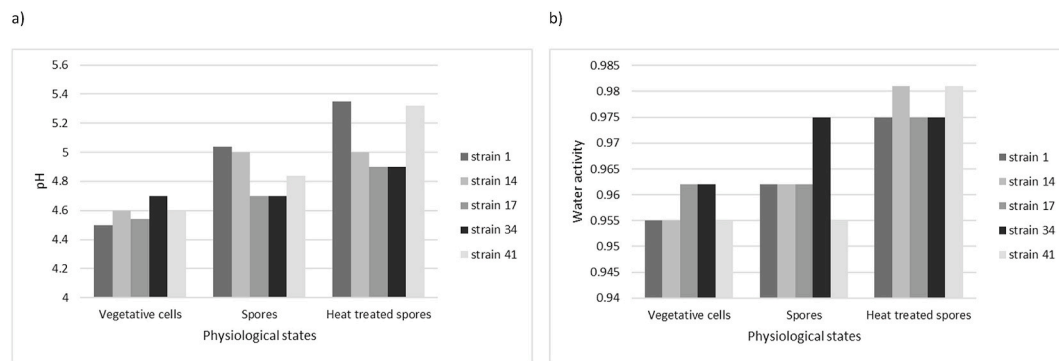 a)
5.6
5.4
5.2
5
4.8
4.6
4.4
4.2
4
pH
Vegetative cells Spores Heat treated spores
Physiological states
strain 1
strain 14
strain 17
strain 34
strain 41
b)
0.985
0.98
0.975
0.97
0.965
0.96
0.955
0.95
0.945
0.94
Water activity
Vegetative cells Spores Heat treated spores
Physiological states
strain 1
strain 14
strain 17
strain 34
strain 41